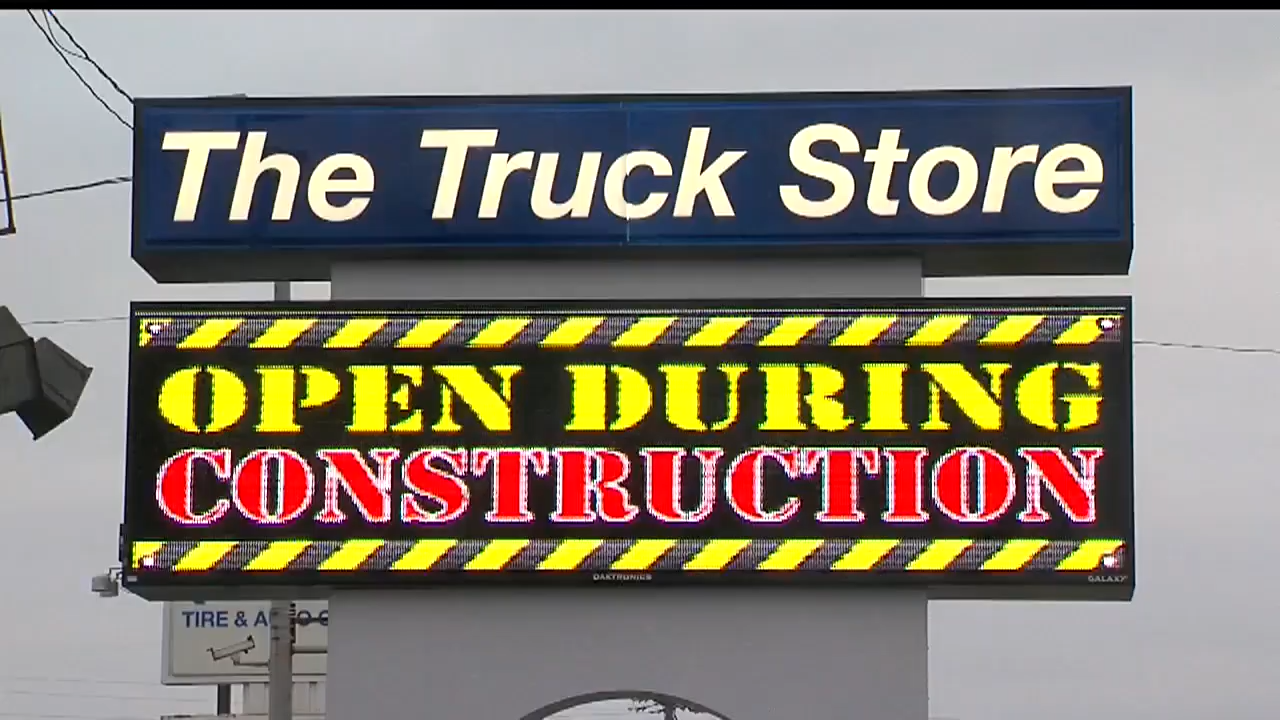 The Truck Store
OPEN DURING
CONSTRUCTION
DAKTRONICS
GALAXY
TIRE & A